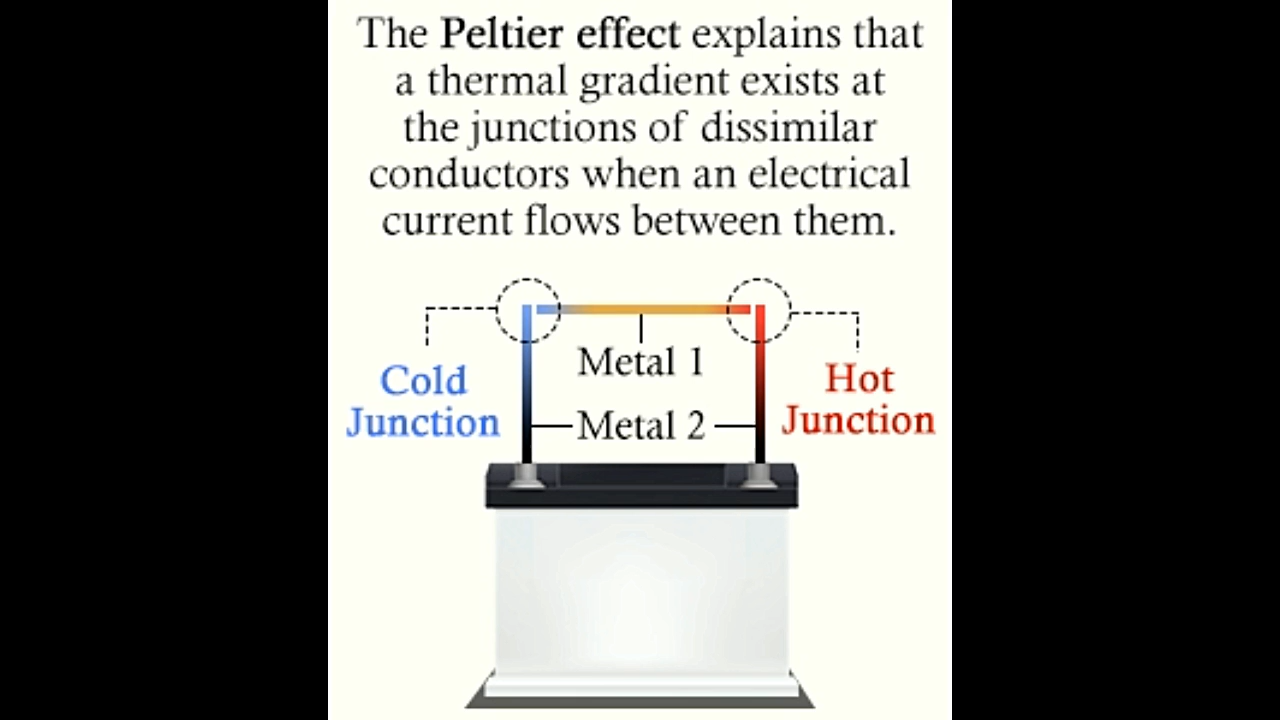 The Peltier effect explains that
a thermal gradient exists at
the junctions of dissimilar
conductors when an electrical
current flows between them.
Metal 1
Cold
Junction
Hot
Junction
Metal 2